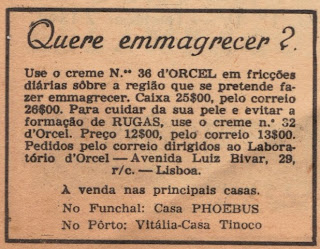 Quere emmagrecer?
Use o creme N.º 36 d'ORCEL em fricções
diárias sôbre a região que se pretende fa-
zer emmagrecer. Caixa 25$00, pelo correio
26$00. Para cuidar da sua pele e evitar a
formação de RUGAS, use o creme n.º 32
d'Orcel. Preço 12$00, pelo correio 13$00.
Pedidos pelo correio dirigidos ao Labora-
tório d'Orcel — Avenida Luiz Bivar, 29,
r/c. — Lisboa.
À venda nas principais casas.
No Funchal: Casa PHOEBUS
No Pôrto: Vitália-Casa Tinoco